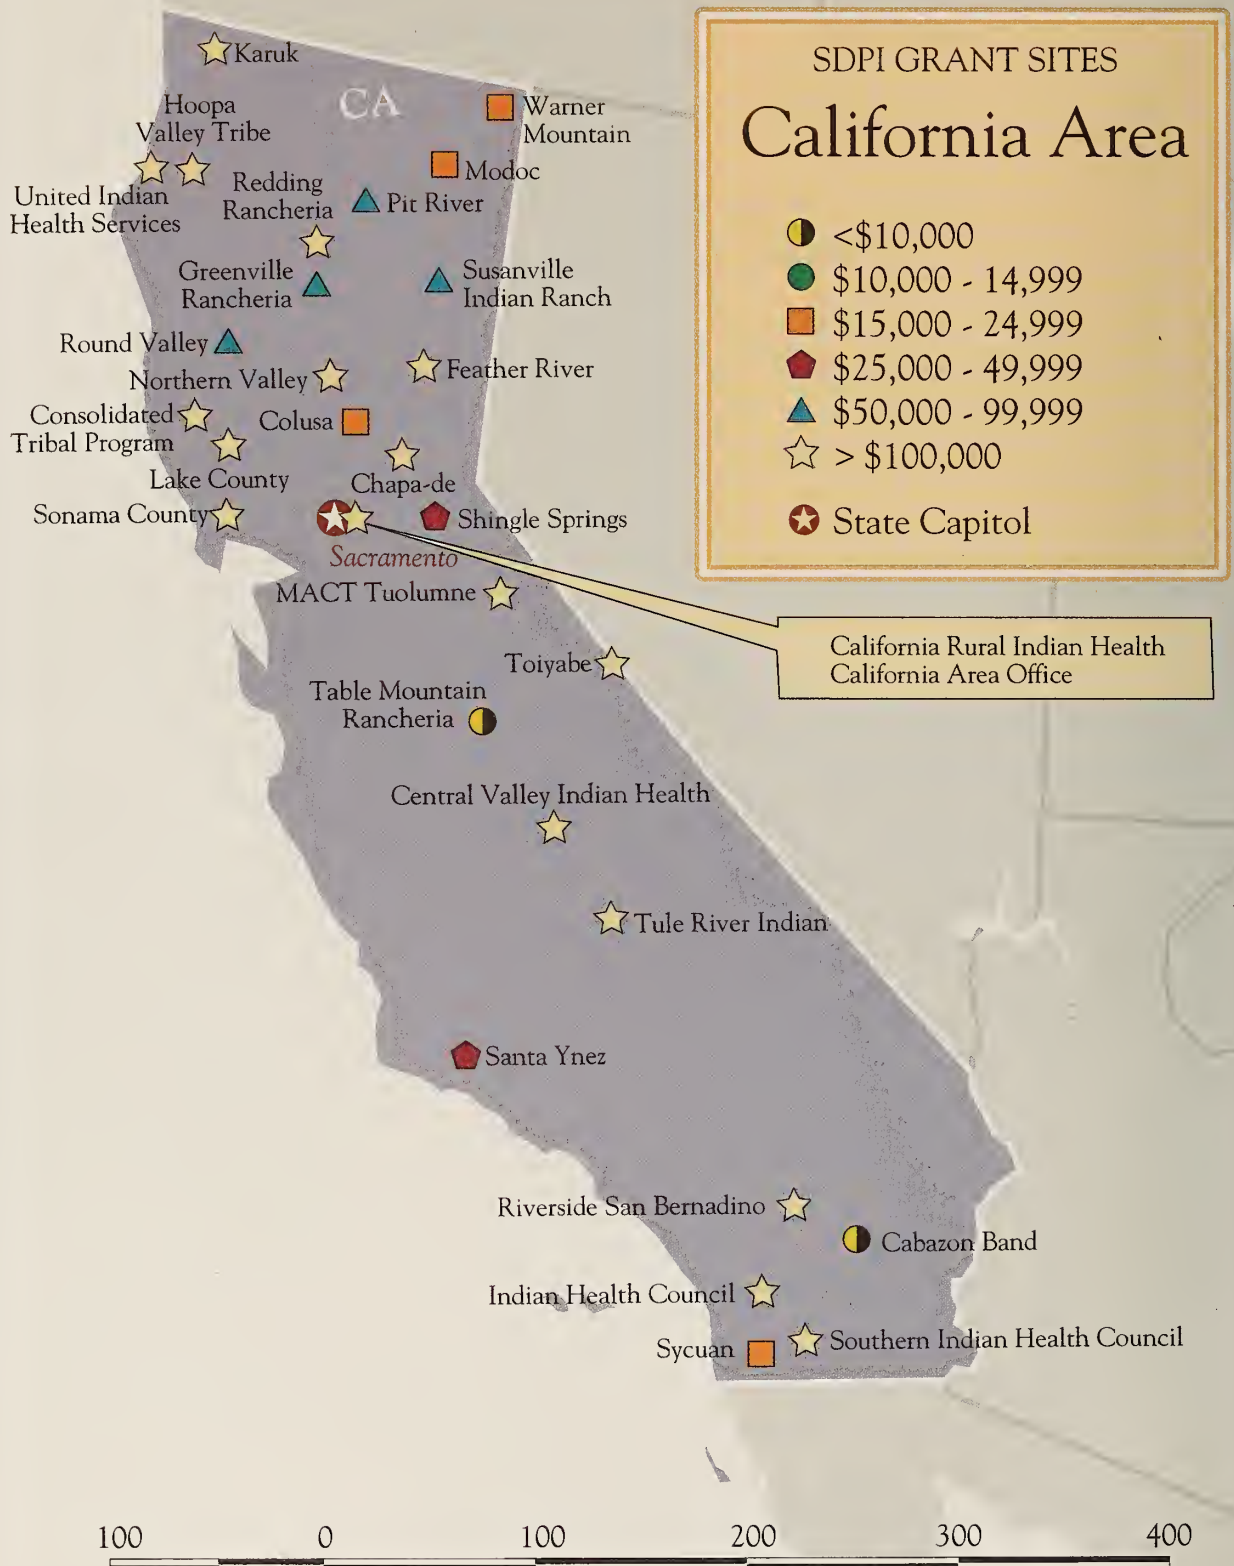 SDPI GRANT SITES
California Area
<$10,000
$10,000 - 14,999
$15,000 - 24,999
$25,000 - 49,999
$50,000 - 99,999
> $100,000
State Capitol
CA
Karuk
Warner
Mountain
Hoopa
Valley Tribe
Modoc
United Indian
Health Services
Redding
Rancheria
Pit River
Greenville
Rancheria
Susanville
Indian Ranch
Round Valley
Northern Valley
Feather River
Consolidated
Tribal Program
Colusa
Lake County
Chapa-de
Sonama County
Shingle Springs
Sacramento
MACT Tuolumne
California Rural Indian Health
California Area Office
Toiyabe
Table Mountain
Rancheria
Central Valley Indian Health
Tule River Indian
Santa Ynez
Riverside San Bernadino
Cabazon Band
Indian Health Council
Southern Indian Health Council
Sycuan
100 0 100 200 300 400